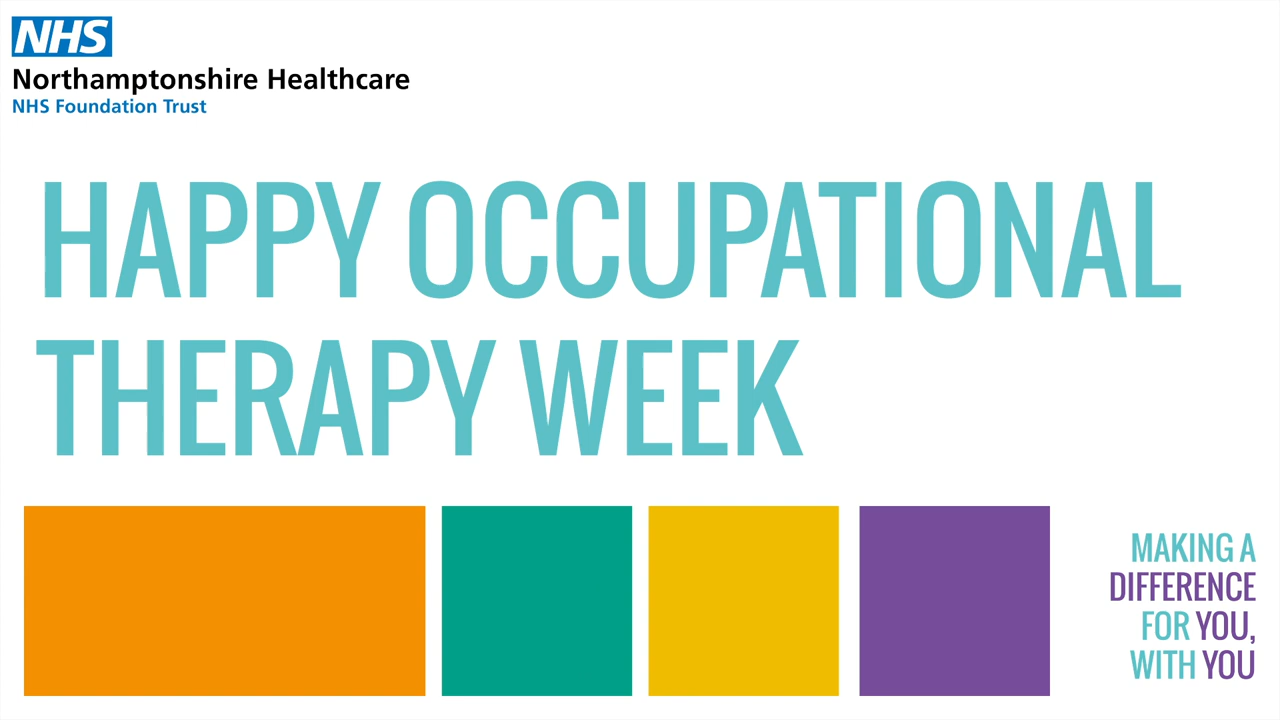 NHS
Northamptonshire Healthcare
NHS Foundation Trust
HAPPY OCCUPATIONAL
THERAPY WEEK
MAKING A
DIFFERENCE
FOR YOU,
WITH YOU